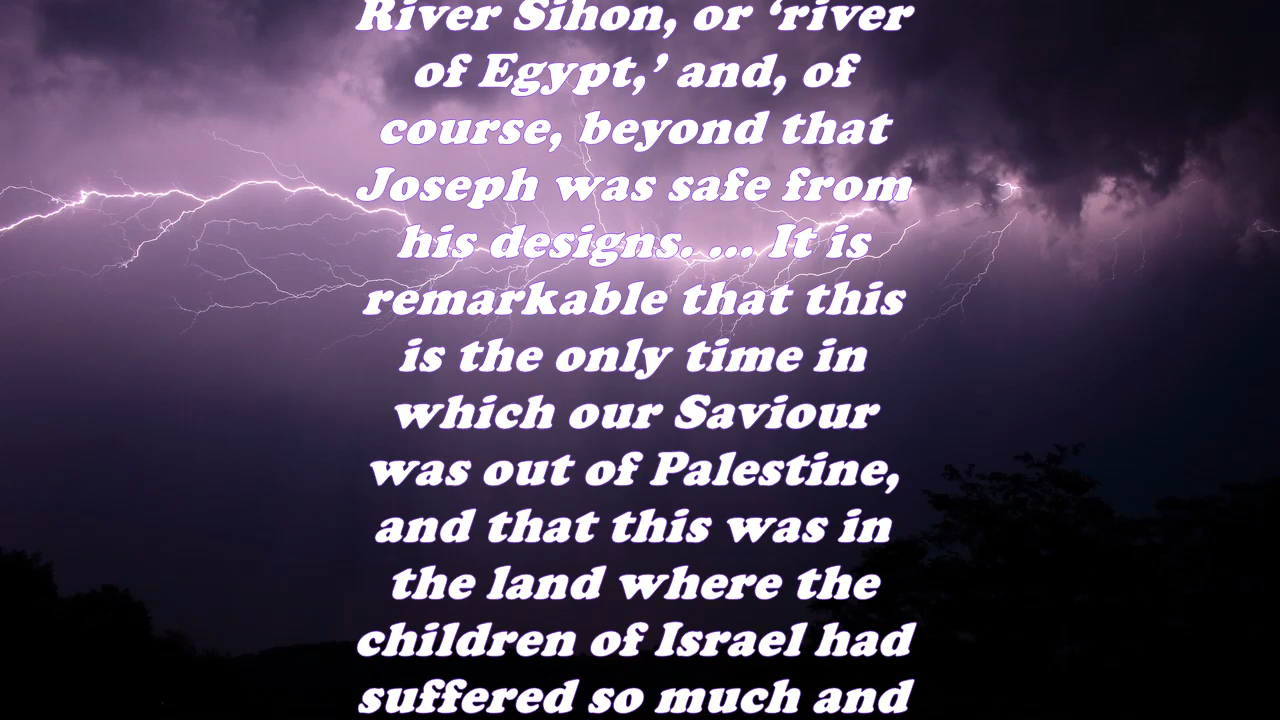 River Sihon, or ‘river
of Egypt,’ and, of
course, beyond that
Joseph was safe from
his designs. … It is
remarkable that this
is the only time in
which our Saviour
was out of Palestine,
and that this was in
the land where the
children of Israel had
suffered so much and